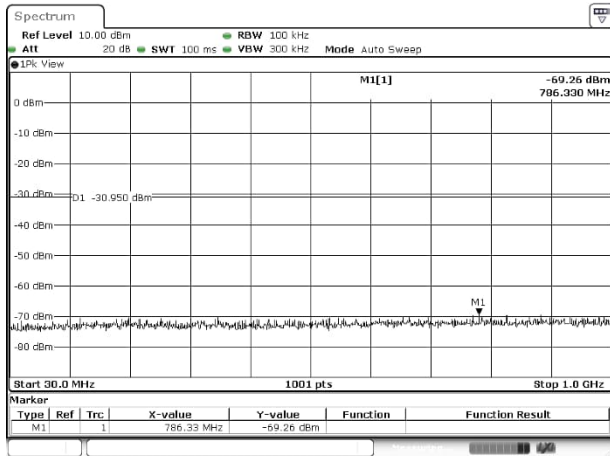 Spectrum
Ref Level 10.00 dBm RBW 100 kHz
Att 20 dB SWT 100 ms VBW 300 kHz Mode Auto Sweep
1Pk View
M1[1] -69.26 dBm
786.330 MHz
0 dBm
-10 dBm
-20 dBm
-30 dBm
D1 -30.950 dBm
-40 dBm
-50 dBm
-60 dBm
M1
-70 dBm
-80 dBm
Start 30.0 MHz 1001 pts Stop 1.0 GHz
Marker
Type Ref Trc X-value Y-value Function Function Result
M1 1 786.33 MHz -69.26 dBm